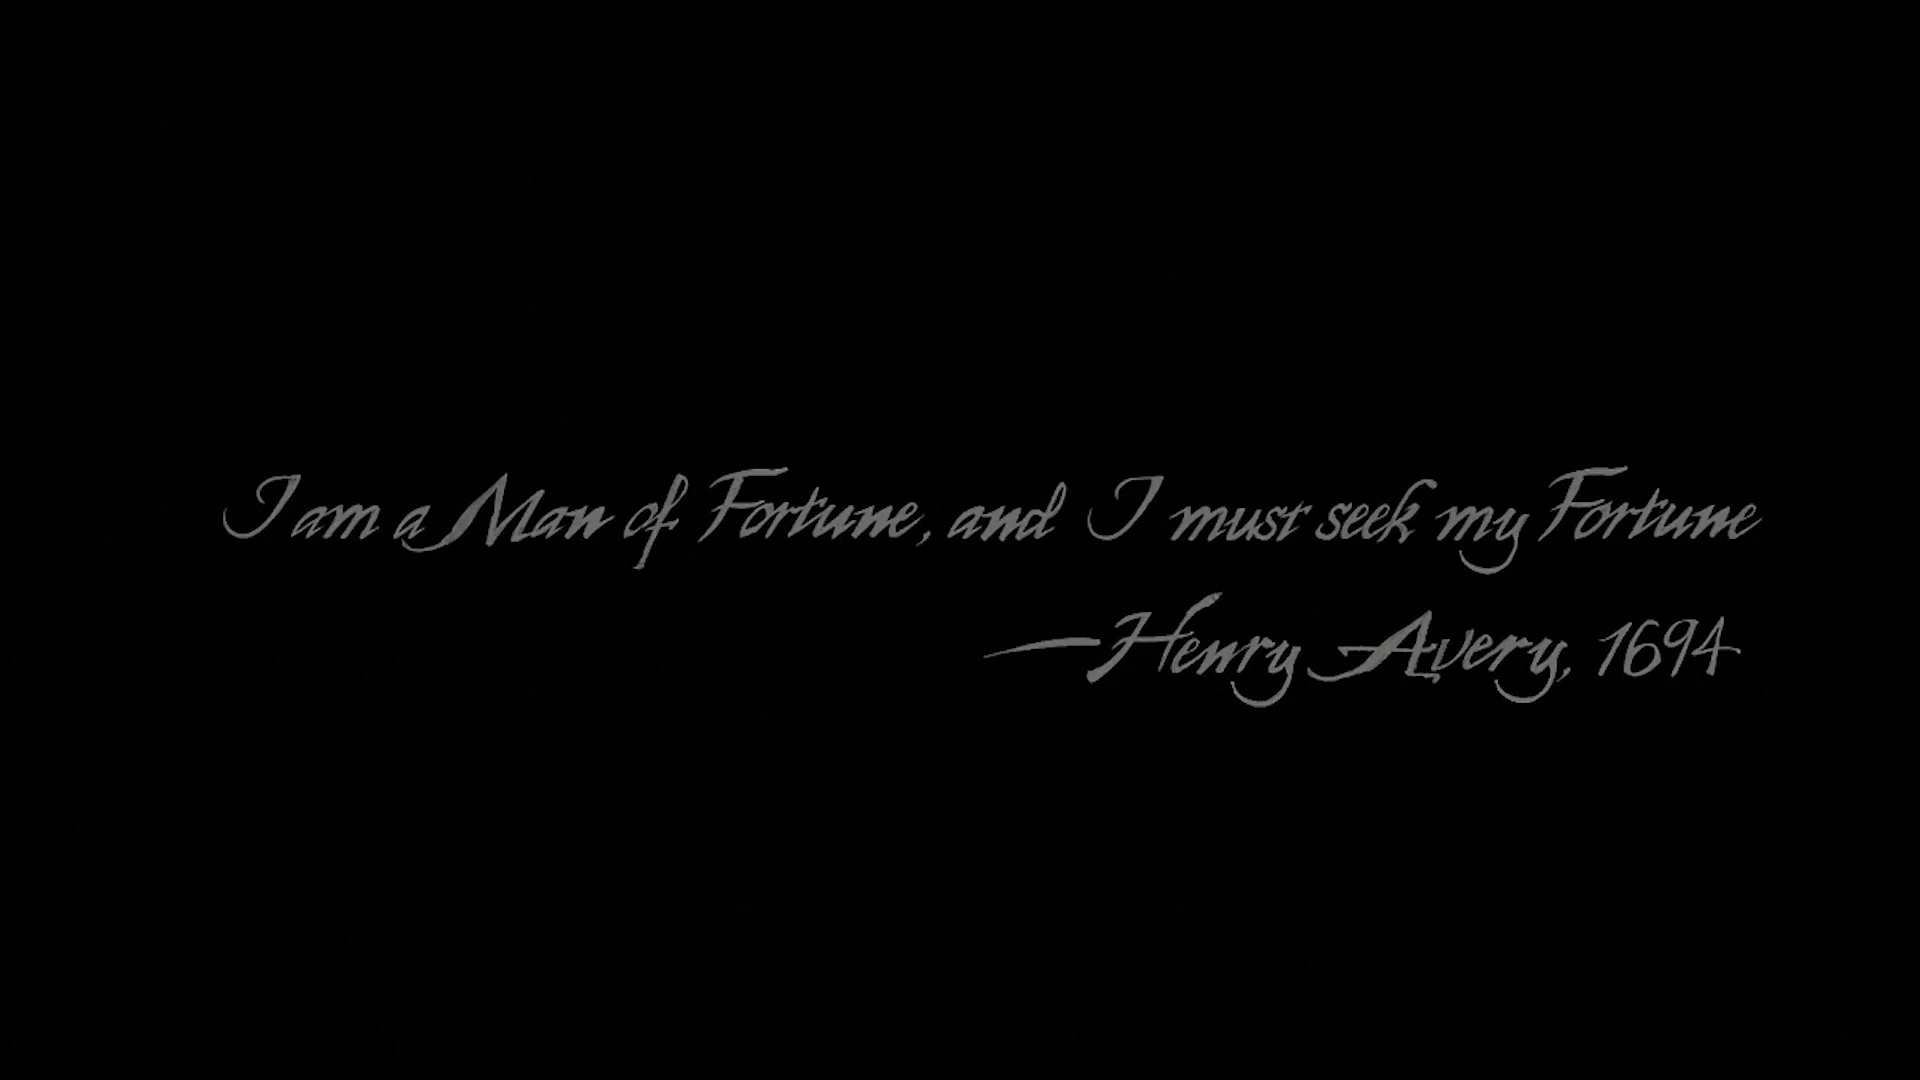 I am a Man of Fortune, and I must seek my Fortune
—Henry Avery, 1694